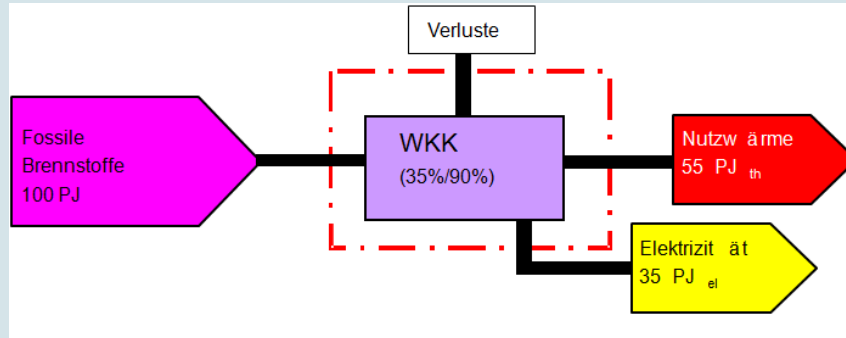 Verluste
Fossile
Brennstoffe
100 PJ
WKK
(35%/90%)
Nutzw ärme
55 PJ th
Elektrizit ät
35 PJ el